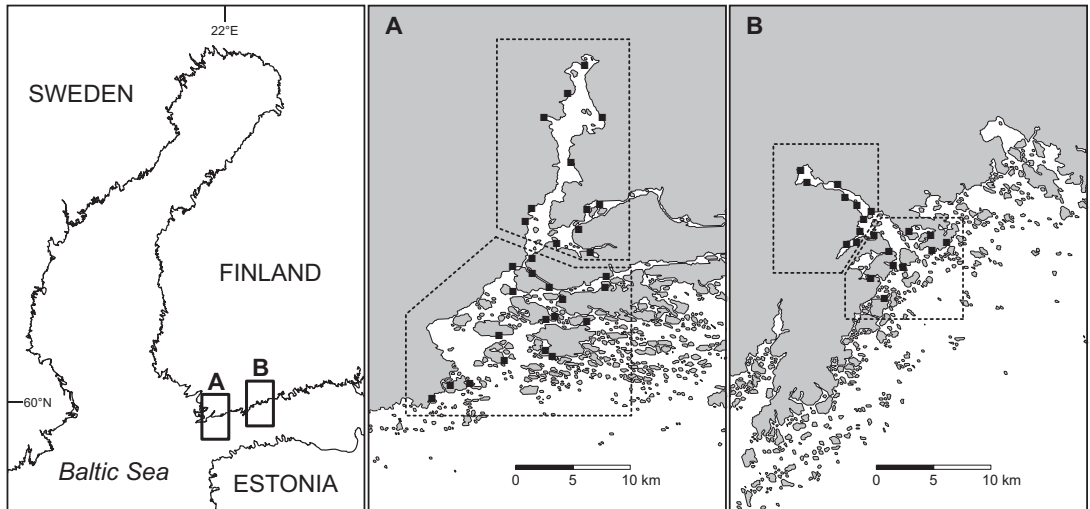 22°E
SWEDEN
FINLAND
A
B
60°N
Baltic Sea
ESTONIA
A
0 5 10 km
B
0 5 10 km